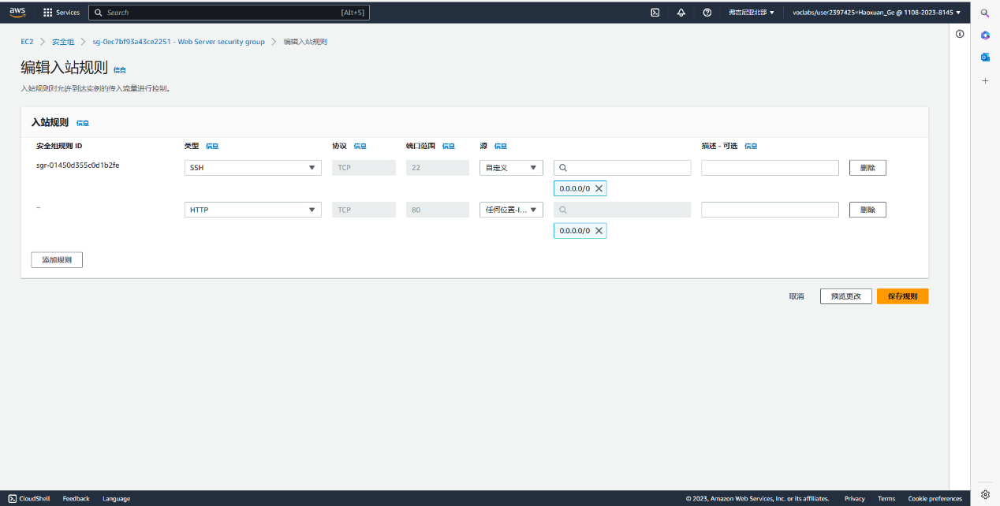 aws Services Search [Alt+S] 弗吉尼亚北部 voclabs/user2397425=Haoxuan_Ge @ 1108-2023-8145
EC2 安全组 sg-0ec7bf93a43ce2251 - Web Server security group 编辑入站规则
编辑入站规则 信息
入站规则对允许到达实例的传入流量进行控制。
入站规则 信息
安全组规则 ID 类型 信息 协议 信息 端口范围 信息 源 信息 描述 - 可选 信息
sgr-01450d355c0d1b2fe SSH TCP 22 自定义 删除
0.0.0.0/0
– HTTP TCP 80 任何位置-I... 删除
0.0.0.0/0
添加规则
取消 预览更改 保存规则
CloudShell Feedback Language © 2023, Amazon Web Services, Inc. or its affiliates. Privacy Terms Cookie preferences